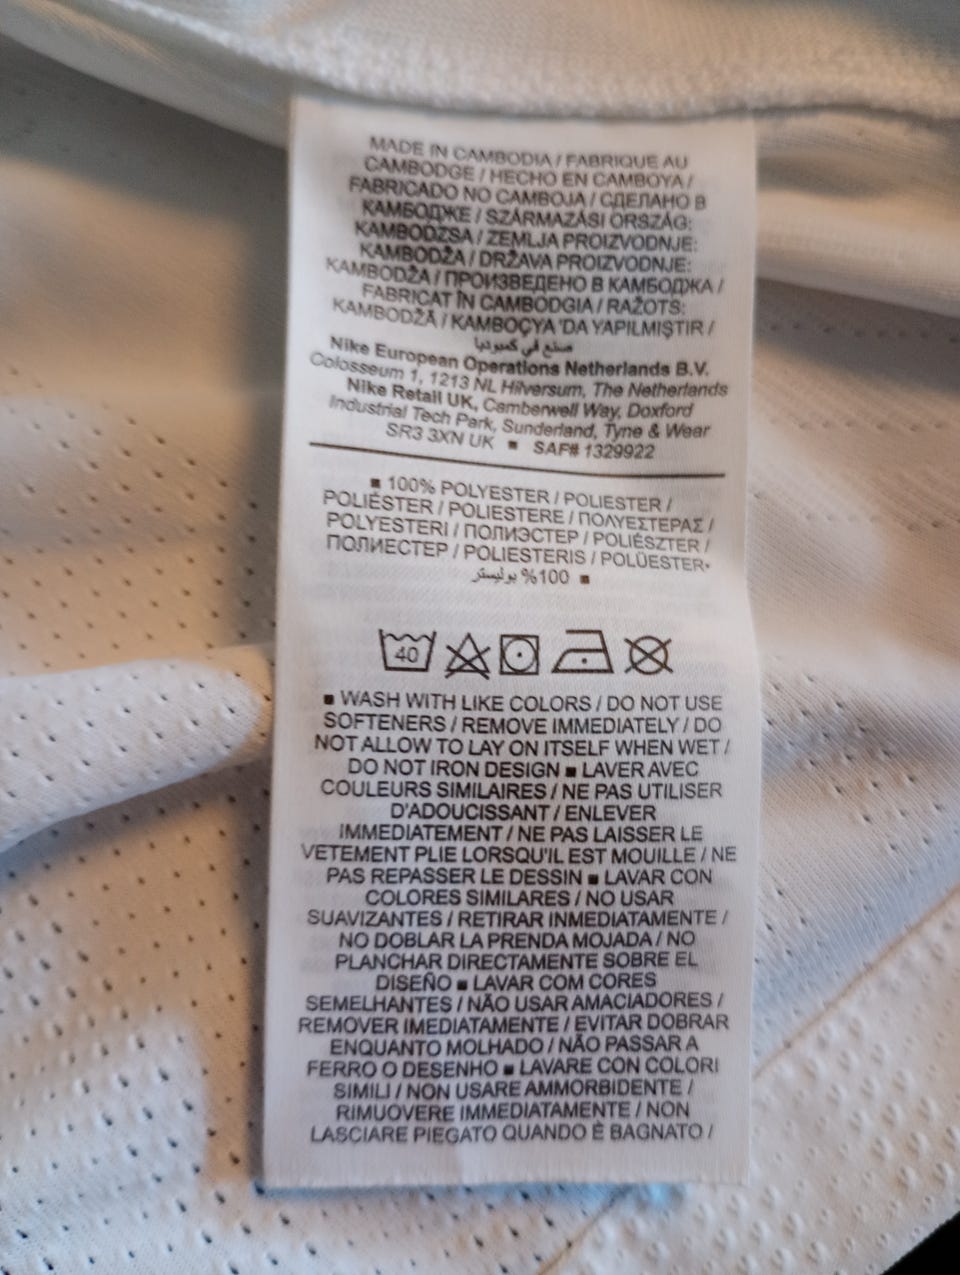 MADE IN CAMBODIA / FABRIQUE AU
CAMBODGE / HECHO EN CAMBOYA /
FABRICADO NO CAMBOJA / СДЕЛАНО В
КАМБОДЖЕ / SZÁRMAZÁSI ORSZÁG:
KAMBODZSA / ZEMLJA PROIZVODNJE:
KAMBODŽA / DRŽAVA PROIZVODNJE:
KAMBODŽA / ПРОИЗВЕДЕНО В КАМБОДЖА /
FABRICAT ÎN CAMBODGIA / RAŽOTS:
KAMBODŽĀ / KAMBOÇYA 'DA YAPILMIŞTIR /
صنع في كمبوديا
Nike European Operations Netherlands B.V.
Colosseum 1, 1213 NL Hilversum, The Netherlands
Nike Retail UK, Camberwell Way, Doxford
Industrial Tech Park, Sunderland, Tyne & Wear
SR3 3XN UK ■ SAF# 1329922
■ 100% POLYESTER / POLIESTER /
POLIÉSTER / POLIESTERE / ΠΟΛΥΕΣΤΕΡΑΣ /
POLYESTERI / ПОЛИЭСТЕР / POLIÉSZTER /
ПОЛИЕСТЕР / POLIESTERIS / POLÜESTER•
100% بوليستر ■
40
■ WASH WITH LIKE COLORS / DO NOT USE
SOFTENERS / REMOVE IMMEDIATELY / DO
NOT ALLOW TO LAY ON ITSELF WHEN WET /
DO NOT IRON DESIGN ■ LAVER AVEC
COULEURS SIMILAIRES / NE PAS UTILISER
D'ADOUCISSANT / ENLEVER
IMMEDIATEMENT / NE PAS LAISSER LE
VETEMENT PLIE LORSQU'IL EST MOUILLE / NE
PAS REPASSER LE DESSIN ■ LAVAR CON
COLORES SIMILARES / NO USAR
SUAVIZANTES / RETIRAR INMEDIATAMENTE /
NO DOBLAR LA PRENDA MOJADA / NO
PLANCHAR DIRECTAMENTE SOBRE EL
DISEÑO ■ LAVAR COM CORES
SEMELHANTES / NÃO USAR AMACIADORES /
REMOVER IMEDIATAMENTE / EVITAR DOBRAR
ENQUANTO MOLHADO / NÃO PASSAR A
FERRO O DESENHO ■ LAVARE CON COLORI
SIMILI / NON USARE AMMORBIDENTE /
RIMUOVERE IMMEDIATAMENTE / NON
LASCIARE PIEGATO QUANDO È BAGNATO /